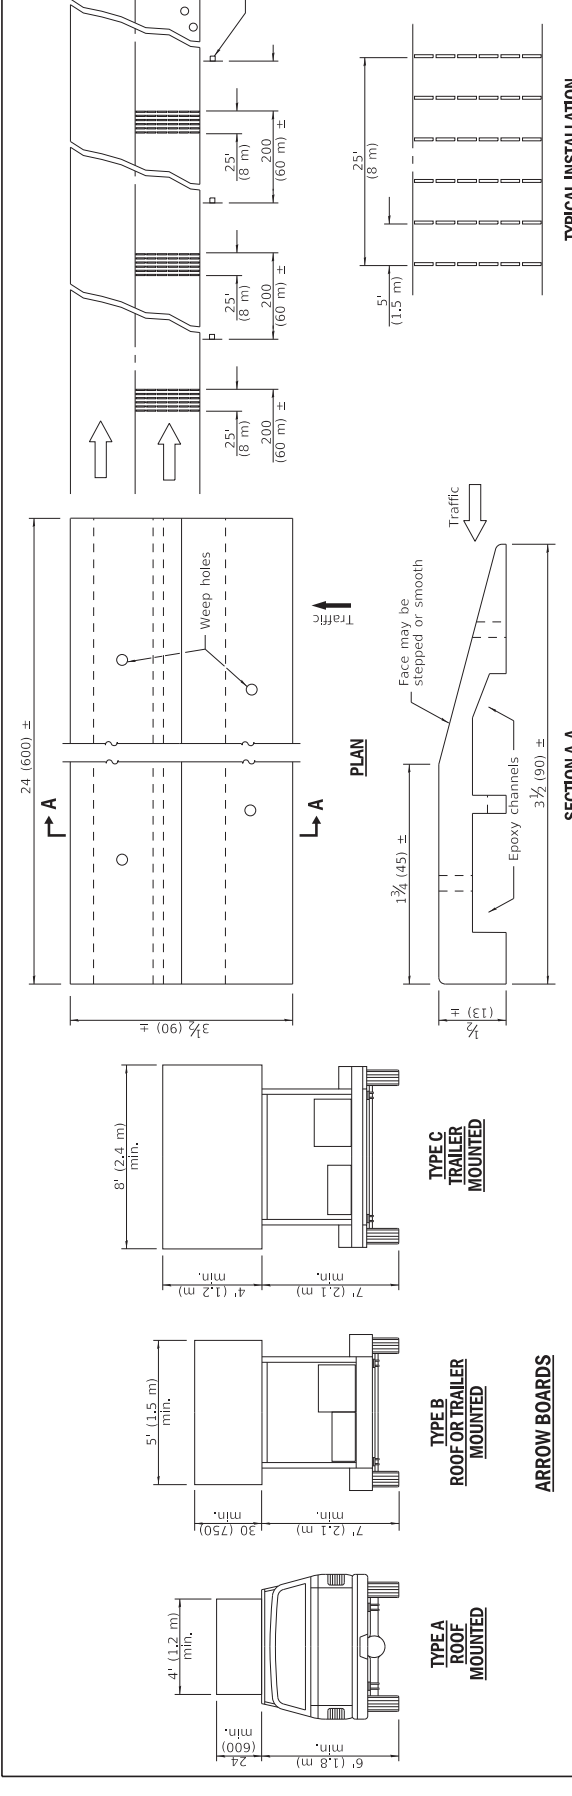 4' (1.2 m)
min.
24
(600)
min.
6' (1.8 m)
min.
TYPE A
ROOF
MOUNTED
5' (1.5 m)
min.
30 (750)
min.
7' (2.1 m)
min.
TYPE B
ROOF OR TRAILER
MOUNTED
8' (2.4 m)
min.
4' (1.2 m)
min.
7' (2.1 m)
min.
TYPE C
TRAILER
MOUNTED
ARROW BOARDS
24 (600) ±
A
A
3½ (90) ±
Weep holes
Traffic
PLAN
1¾ (45) ±
Face may be
stepped or smooth
Traffic
½
(13) ±
Epoxy channels
3½ (90) ±
SECTION A-A
25'
(8 m)
200
(60 m) ±
25'
(8 m)
200
(60 m) ±
25'
(8 m)
200
(60 m) ±
5'
(1.5 m)
25'
(8 m)
TYPICAL INSTALLATION